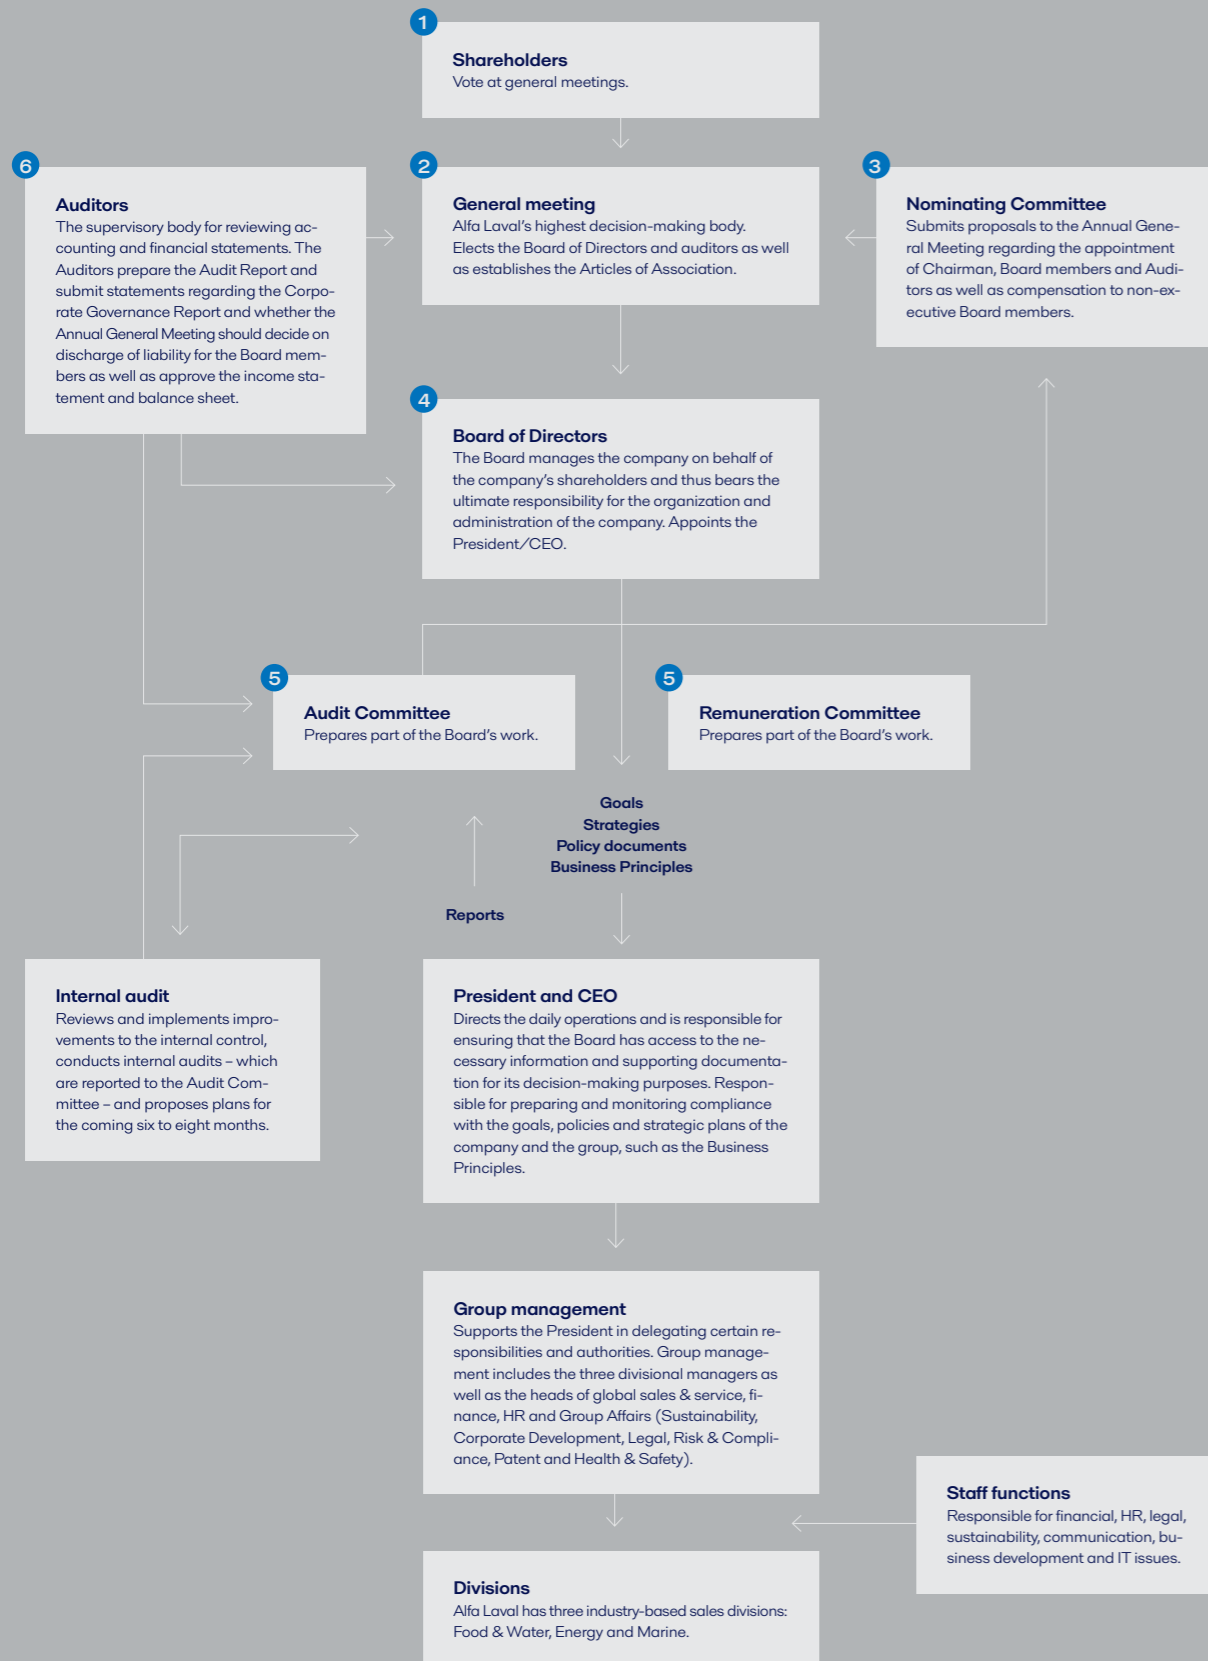 1
Shareholders
Vote at general meetings.
6
Auditors
The supervisory body for reviewing ac-
counting and financial statements. The
Auditors prepare the Audit Report and
submit statements regarding the Corpo-
rate Governance Report and whether the
Annual General Meeting should decide on
discharge of liability for the Board mem-
bers as well as approve the income sta-
tement and balance sheet.
2
General meeting
Alfa Laval's highest decision-making body.
Elects the Board of Directors and auditors as well
as establishes the Articles of Association.
3
Nominating Committee
Submits proposals to the Annual Gene-
ral Meeting regarding the appointment
of Chairman, Board members and Audi-
tors as well as compensation to non-ex-
ecutive Board members.
4
Board of Directors
The Board manages the company on behalf of
the company's shareholders and thus bears the
ultimate responsibility for the organization and
administration of the company. Appoints the
President/CEO.
5
Audit Committee
Prepares part of the Board's work.
5
Remuneration Committee
Prepares part of the Board's work.
Goals
Strategies
Policy documents
Business Principles
Reports
Internal audit
Reviews and implements impro-
vements to the internal control,
conducts internal audits – which
are reported to the Audit Com-
mittee – and proposes plans for
the coming six to eight months.
President and CEO
Directs the daily operations and is responsible for
ensuring that the Board has access to the ne-
cessary information and supporting documenta-
tion for its decision-making purposes. Respon-
sible for preparing and monitoring compliance
with the goals, policies and strategic plans of the
company and the group, such as the Business
Principles.
Group management
Supports the President in delegating certain re-
sponsibilities and authorities. Group manage-
ment includes the three divisional managers as
well as the heads of global sales & service, fi-
nance, HR and Group Affairs (Sustainability,
Corporate Development, Legal, Risk & Compli-
ance, Patent and Health & Safety).
Staff functions
Responsible for financial, HR, legal,
sustainability, communication, bu-
siness development and IT issues.
Divisions
Alfa Laval has three industry-based sales divisions:
Food & Water, Energy and Marine.